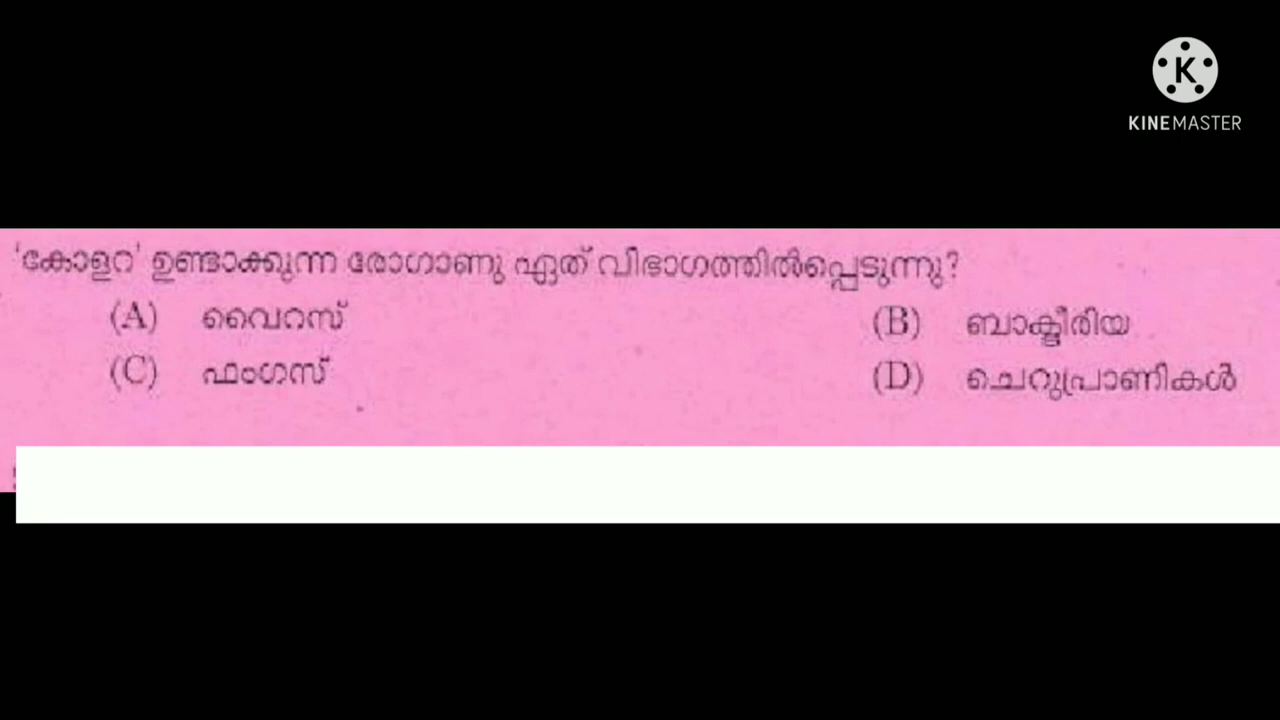 KINEMASTER
'കോളറ' ഉണ്ടാക്കുന്ന രോഗാണു ഏത് വിഭാഗത്തിൽപ്പെടുന്നു?
(A) വൈറസ് (B) ബാക്ടീരിയ
(C) ഫംഗസ് (D) ചെറുപ്രാണികൾ